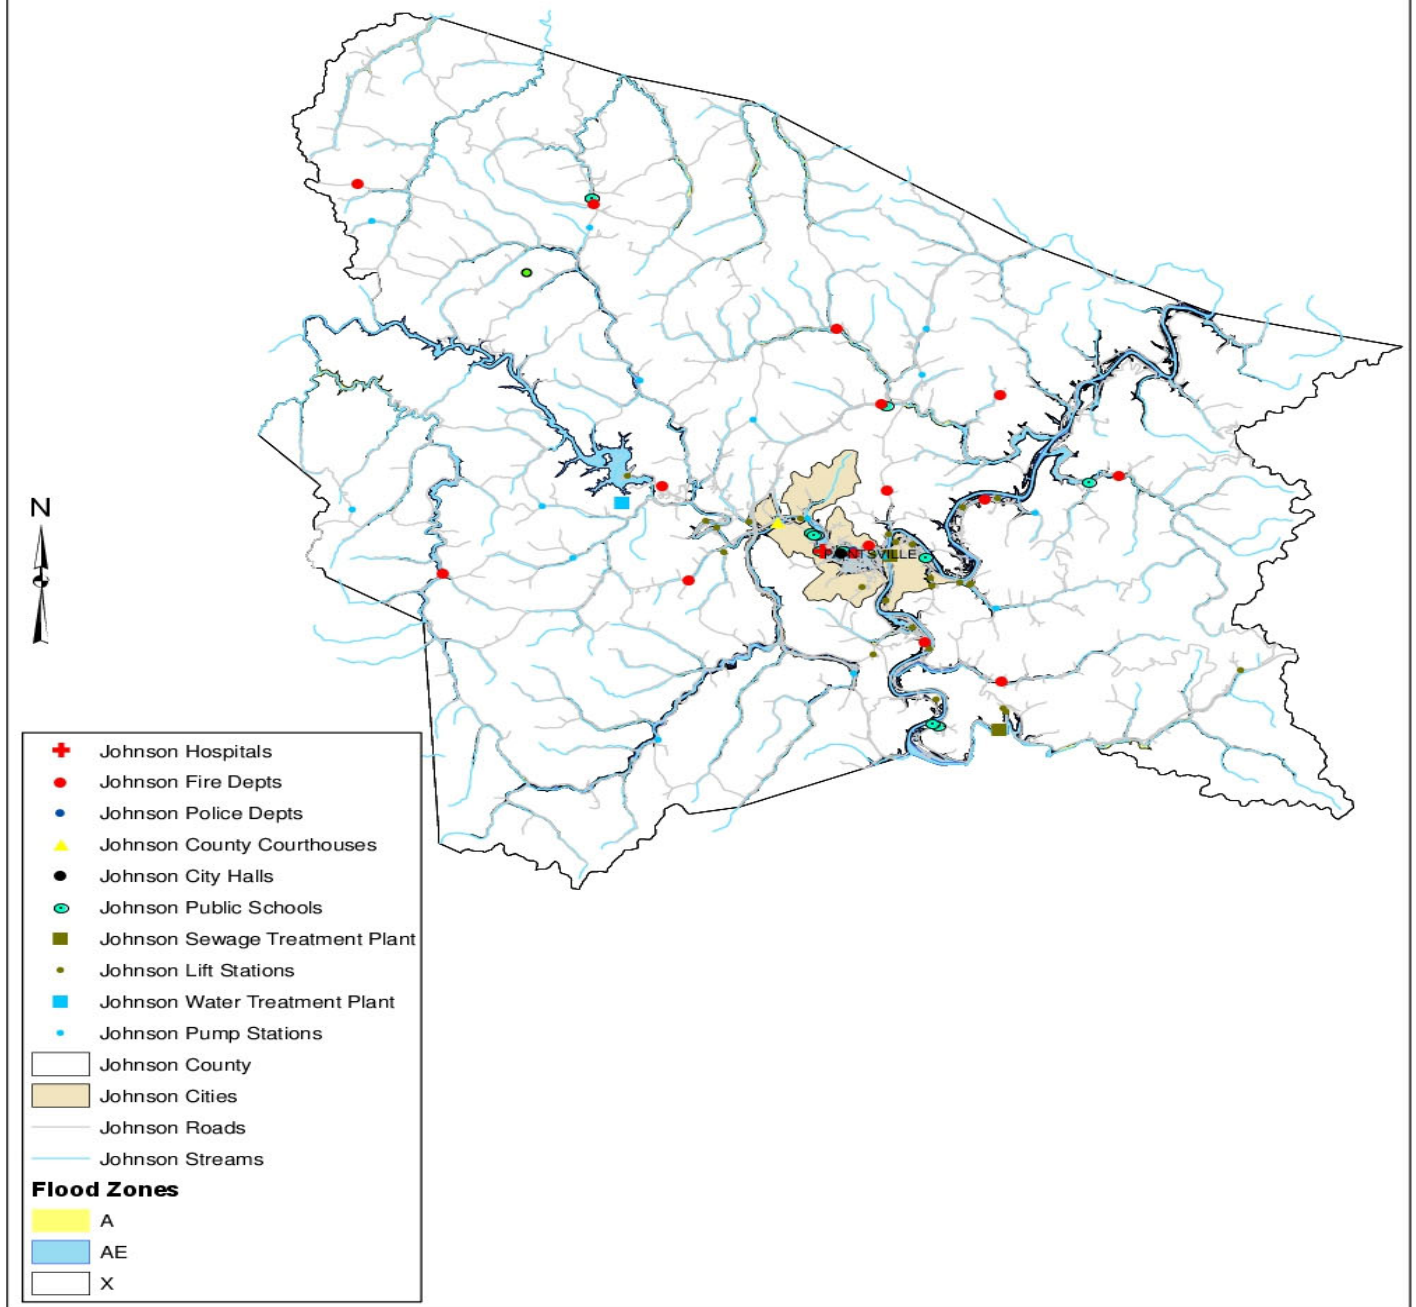 N
PAINTSVILLE
Johnson Hospitals
Johnson Fire Depts
Johnson Police Depts
Johnson County Courthouses
Johnson City Halls
Johnson Public Schools
Johnson Sewage Treatment Plant
Johnson Lift Stations
Johnson Water Treatment Plant
Johnson Pump Stations
Johnson County
Johnson Cities
Johnson Roads
Johnson Streams
Flood Zones
A
AE
X